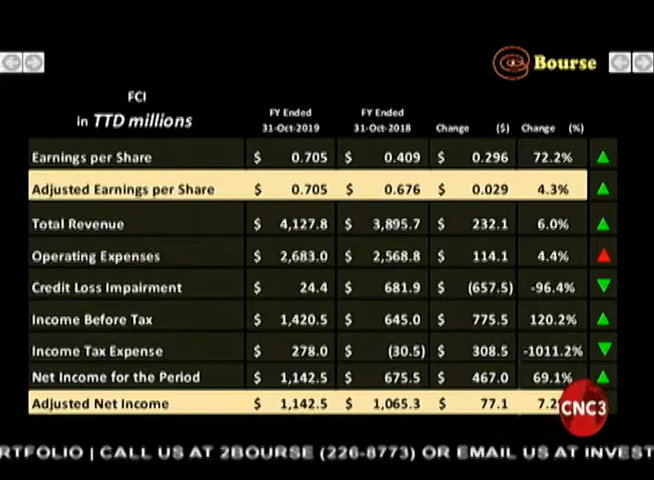 Bourse
FCI
in TTD millions
FY Ended 31-Oct-2019 FY Ended 31-Oct-2018 Change ($) Change (%)
Earnings per Share $ 0.705 $ 0.409 $ 0.296 72.2%
Adjusted Earnings per Share $ 0.705 $ 0.676 $ 0.029 4.3%
Total Revenue $ 4,127.8 $ 3,895.7 $ 232.1 6.0%
Operating Expenses $ 2,683.0 $ 2,568.8 $ 114.1 4.4%
Credit Loss Impairment $ 24.4 $ 681.9 $ (657.5) -96.4%
Income Before Tax $ 1,420.5 $ 645.0 $ 775.5 120.2%
Income Tax Expense $ 278.0 $ (30.5) $ 308.5 -1011.2%
Net Income for the Period $ 1,142.5 $ 675.5 $ 467.0 69.1%
Adjusted Net Income $ 1,142.5 $ 1,065.3 $ 77.1 7.2
CNC3
RTFOLIO | CALL US AT 2BOURSE (226-8773) OR EMAIL US AT INVEST